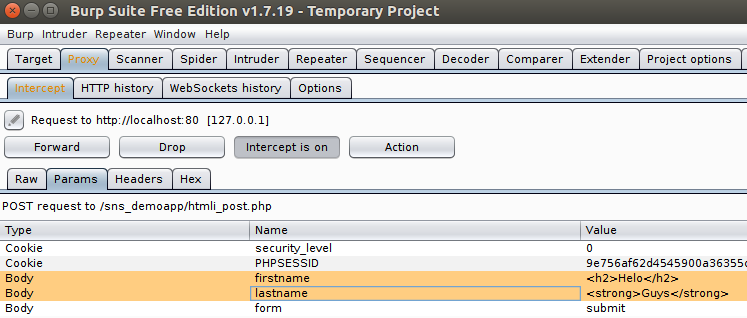 Burp Suite Free Edition v1.7.19 - Temporary Project
Burp Intruder Repeater Window Help
Target Proxy Scanner Spider Intruder Repeater Sequencer Decoder Comparer Extender Project options
Intercept HTTP history WebSockets history Options
Request to http://localhost:80 [127.0.0.1]
Forward Drop Intercept is on Action
Raw Params Headers Hex
POST request to /sns_demoapp/htmli_post.php
Type Name Value
Cookie security_level 0
Cookie PHPSESSID 9e756af62d4545900a36355
Body firstname <h2>Helo</h2>
Body lastname <strong>Guys</strong>
Body form submit